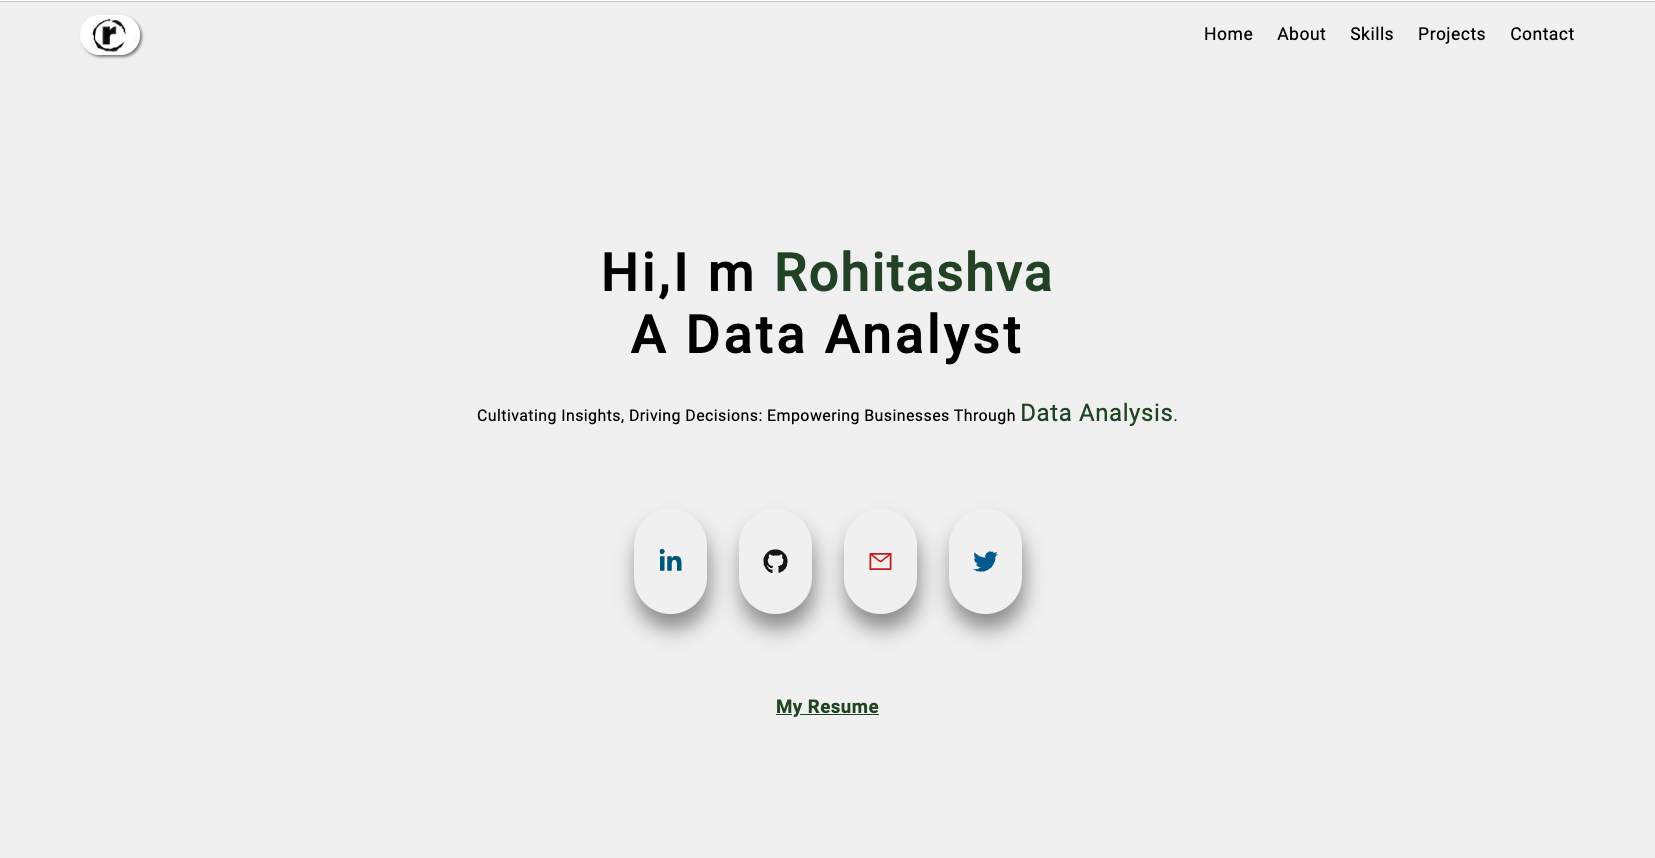 r
Home About Skills Projects Contact
Hi,I m Rohitashva
A Data Analyst
Cultivating Insights, Driving Decisions: Empowering Businesses Through Data Analysis.
in
My Resume